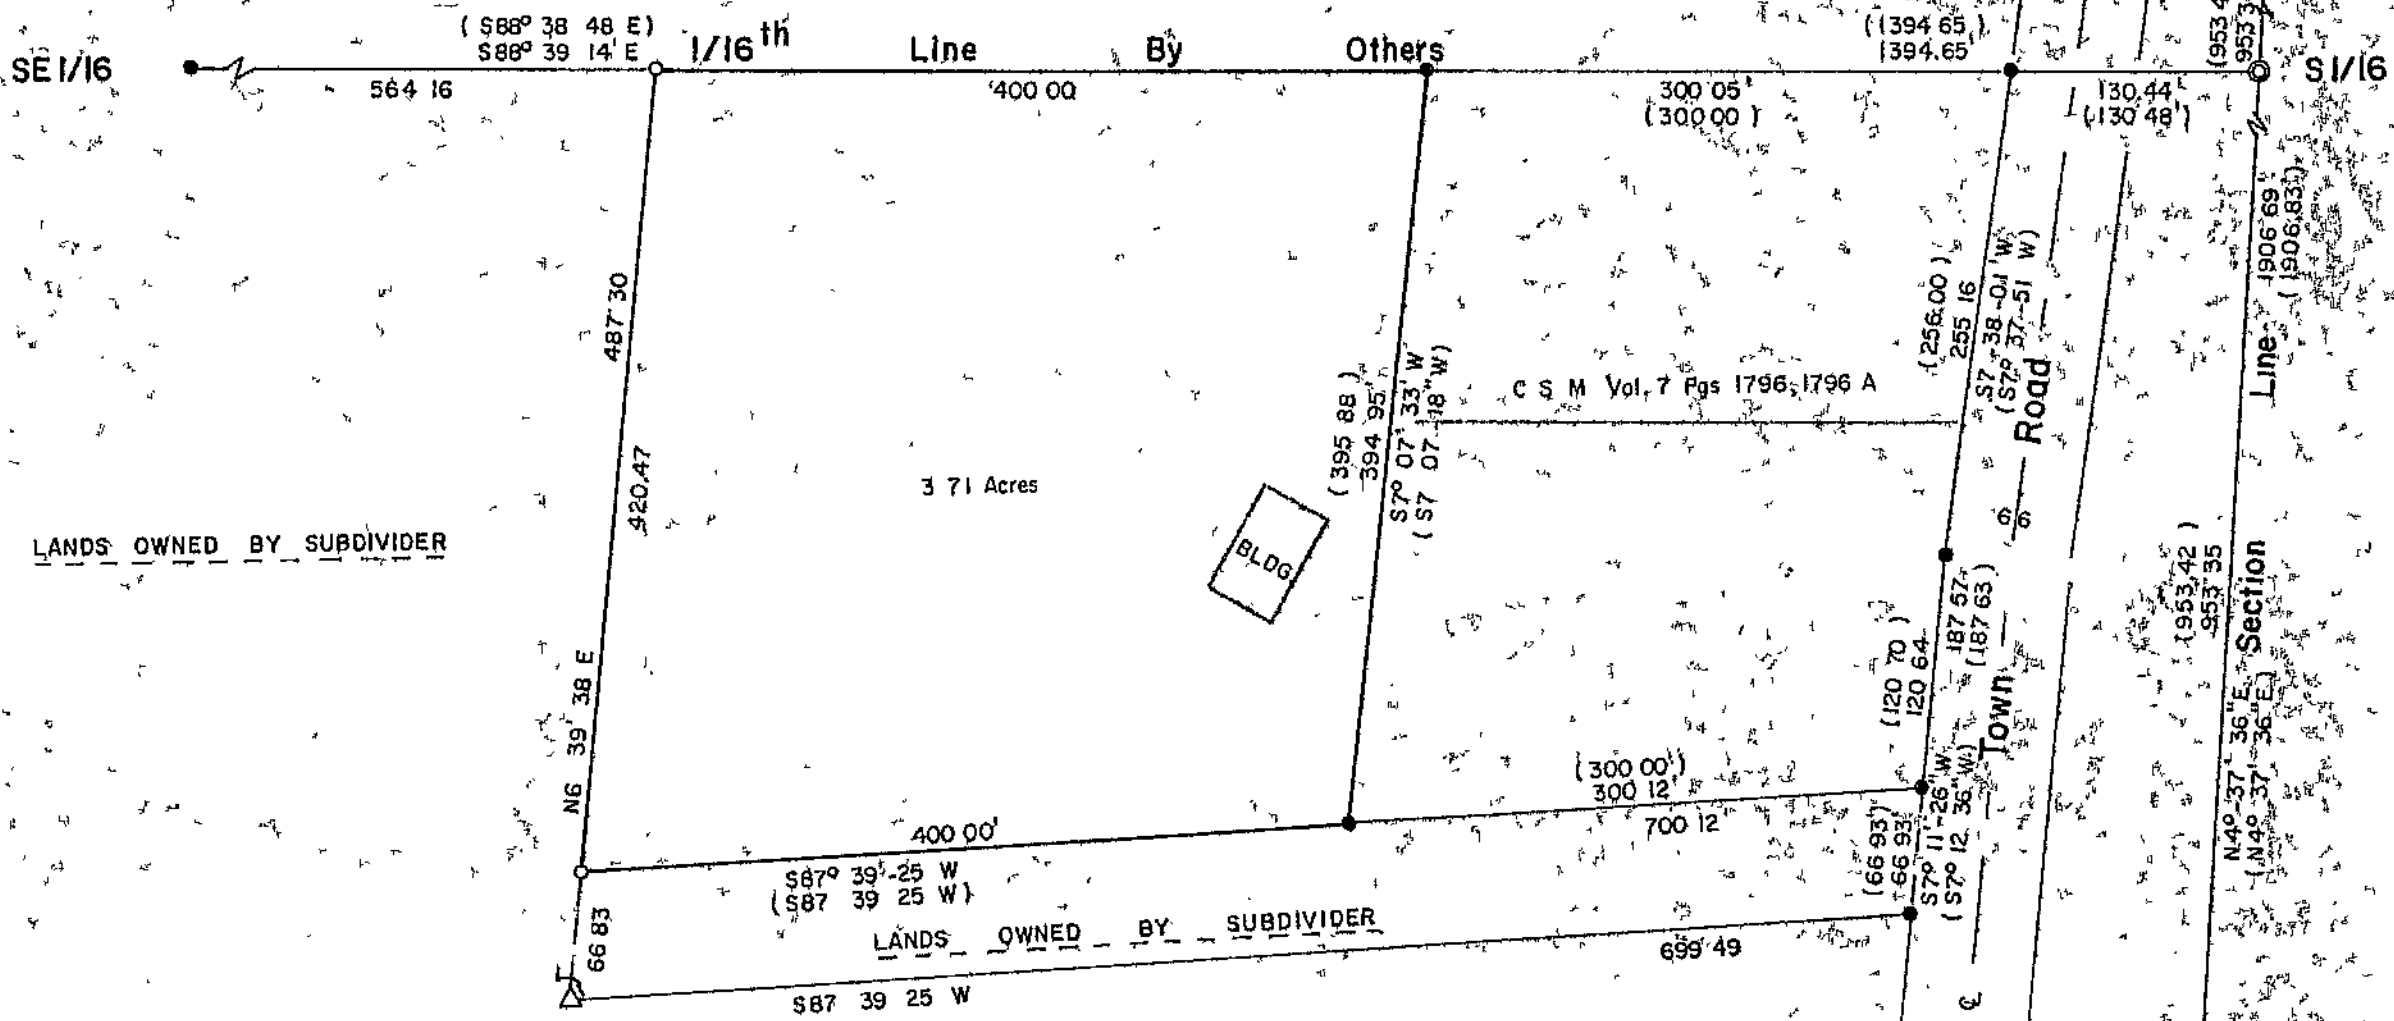 ( S88° 38 48 E)
S88° 39 14' E
1/16th Line By Others
(1394 65 )
1394.65'
(953 4
953 3
SE 1/16
S 1/16
564 16
400 00
300 05'
(300 00 )
130.44'
(130 48')
487 30
420.47
N6 39' 38 E
66 83
3 71 Acres
BLDG
(395 88 )
394 95'
S7° 07' 33' W
( S7 07 18" W)
C S M Vol. 7 Pgs 1796, 1796 A
(256.00 )
255 16
S7 -38 -01' W
(S7° 37 -51 W)
Town Road
66
187 57
(187 63 )
(120 70 )
120 64
(66 93')
66 93'
S7° 11'-26" W
( S7° 12 36" W)
Section Line
1906 69'
(1906.83')
(953.42 )
953 35
N4°-37' 36" E
(N4° 37' 36" E)
LANDS OWNED BY SUBDIVIDER
(300 00')
300 12'
700 12'
400 00'
S87° 39'-25 W
(S87 39 25 W)
LANDS OWNED BY SUBDIVIDER
699 49
S87 39 25 W